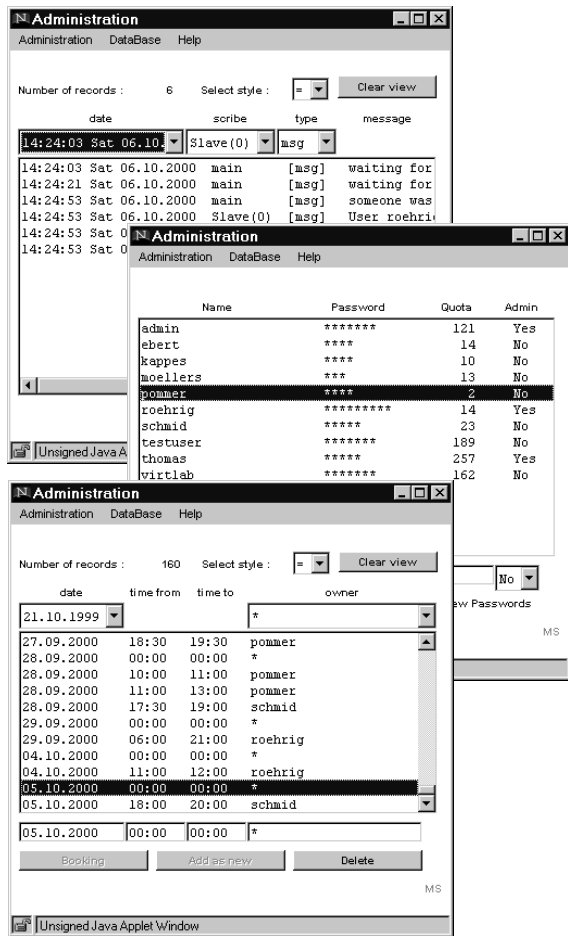 Administration
Administration DataBase Help
Number of records : 6 Select style : = Clear view
date scribe type message
14:24:03 Sat 06.10. Slave(0) msg
14:24:03 Sat 06.10.2000 main [msg] waiting for
14:24:21 Sat 06.10.2000 main [msg] waiting for
14:24:53 Sat 06.10.2000 main [msg] someone was
14:24:53 Sat 06.10.2000 Slave(0) [msg] User roehri
14:24:53 Sat 0
14:24:53 Sat 0
Unsigned Java A
Administration
Administration DataBase Help
Name Password Quota Admin
admin ******* 121 Yes
ebert **** 14 No
kappes **** 10 No
moellers *** 13 No
pommer **** 2 No
roehrig ********* 14 Yes
schmid ***** 23 No
testuser ******* 189 No
thomas ***** 257 Yes
virtlab ******* 162 No
No
ew Passwords
MS
Administration
Administration DataBase Help
Number of records : 160 Select style : = Clear view
date time from time to owner
21.10.1999 *
27.09.2000 18:30 19:30 pommer
28.09.2000 00:00 00:00 *
28.09.2000 10:00 11:00 pommer
28.09.2000 11:00 13:00 pommer
28.09.2000 17:30 19:00 schmid
29.09.2000 00:00 00:00 *
29.09.2000 06:00 21:00 roehrig
04.10.2000 00:00 00:00 *
04.10.2000 11:00 12:00 roehrig
05.10.2000 00:00 00:00 *
05.10.2000 18:00 20:00 schmid
05.10.2000 00:00 00:00 *
Booking Add as new Delete
MS
Unsigned Java Applet Window